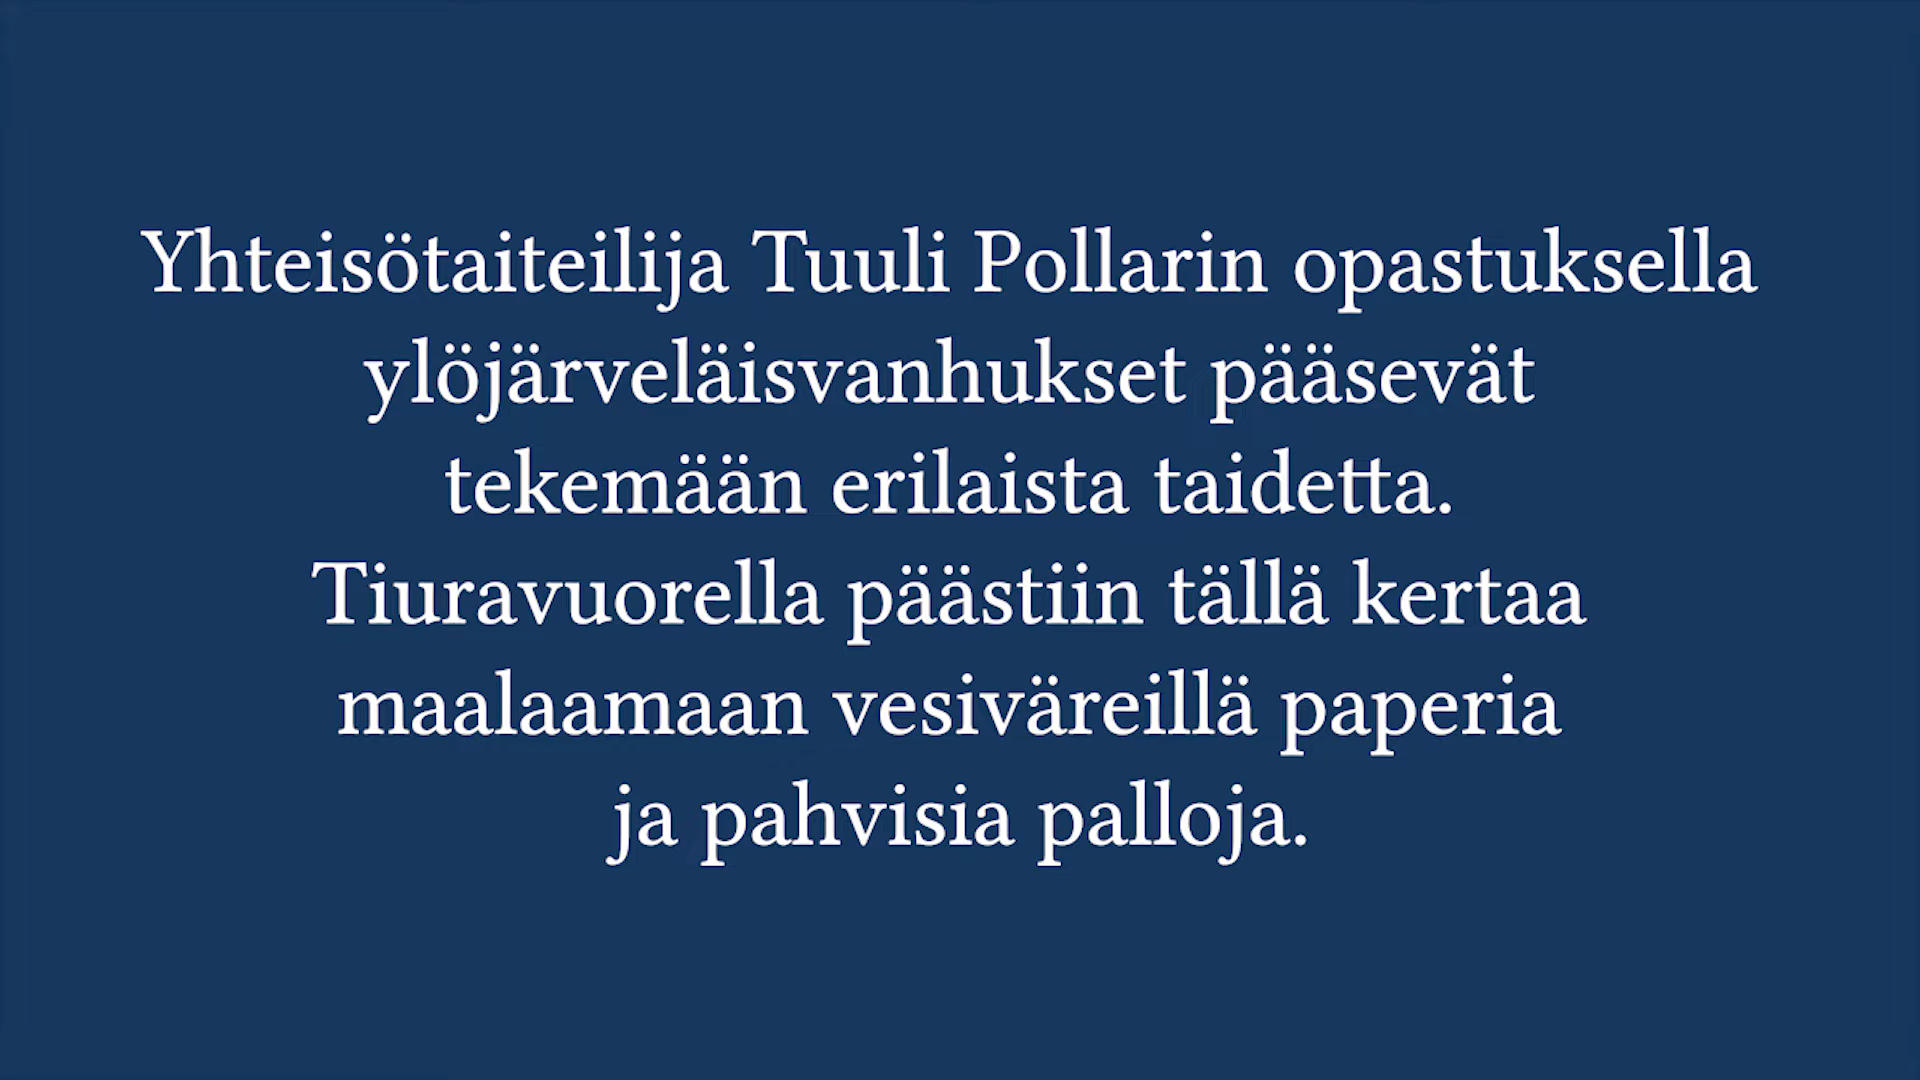 Yhteisötaiteilija Tuuli Pollarin opastuksella
ylöjärveläisvanhukset pääsevät
tekemään erilaista taidetta.
Tiuravuorella päästiin tällä kertaa
maalaamaan vesiväreillä paperia
ja pahvisia palloja.